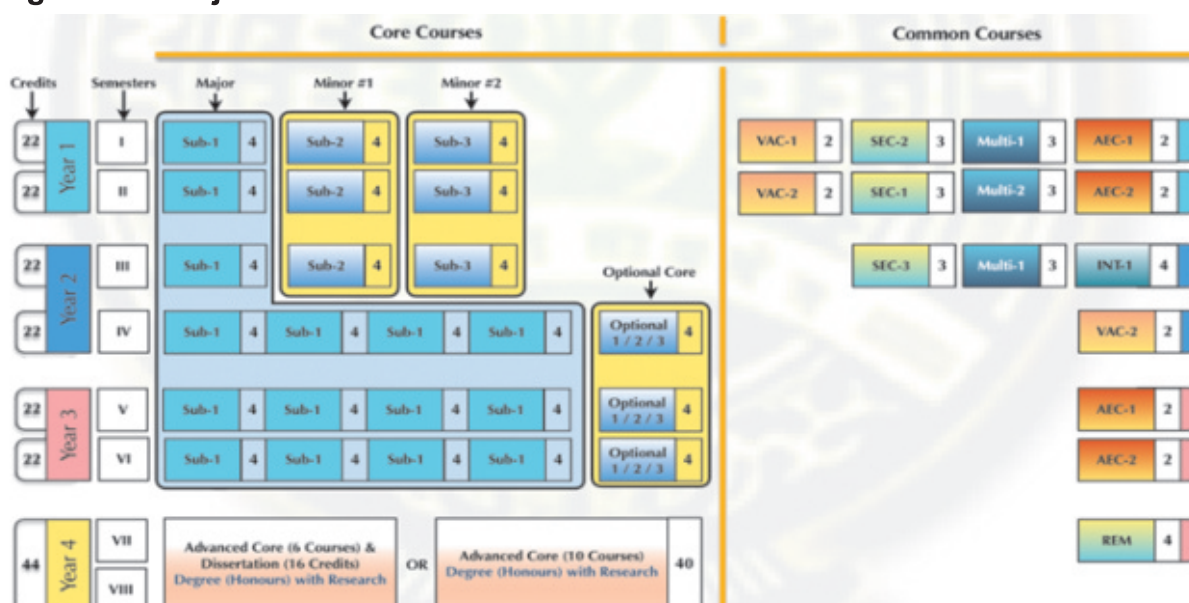 Core Courses
Common Courses
Credits Semesters Major Minor #1 Minor #2
22 Year 1 I Sub-1 4 Sub-2 4 Sub-3 4 VAC-1 2 SEC-2 3 Multi-1 3 AEC-1 2
22 II Sub-1 4 Sub-2 4 Sub-3 4 VAC-2 2 SEC-1 3 Multi-2 3 AEC-2 2
22 Year 2 III Sub-1 4 Sub-2 4 Sub-3 4 SEC-3 3 Multi-1 3 INT-1 4
Optional Core
22 IV Sub-1 4 Sub-1 4 Sub-1 4 Sub-1 4 Optional 4 VAC-2 2
1 / 2 / 3
22 Year 3 V Sub-1 4 Sub-1 4 Sub-1 4 Sub-1 4 Optional 4 AEC-1 2
1 / 2 / 3
22 VI Sub-1 4 Sub-1 4 Sub-1 4 Sub-1 4 Optional 4 AEC-2 2
1 / 2 / 3
44 Year 4 VII
VIII
Advanced Core (6 Courses) &
Dissertation (16 Credits)
Degree (Honours) with Research
OR
Advanced Core (10 Courses)
Degree (Honours) with Research
40
REM 4